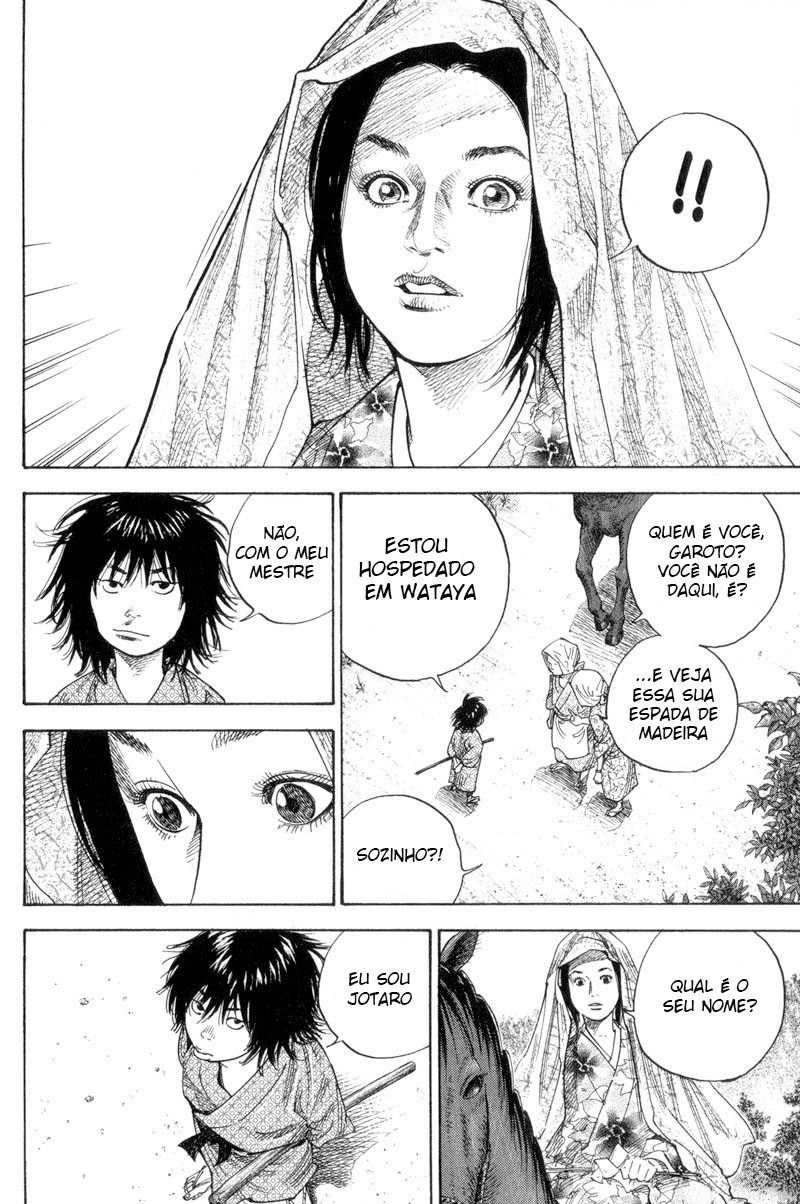 !!
QUEM É VOCÊ,
GAROTO?
VOCÊ NÃO É
DAQUI, É?
...E VEJA
ESSA SUA
ESPADA DE
MADEIRA
ESTOU
HOSPEDADO
EM WATAYA
SOZINHO?!
NÃO,
COM O MEU
MESTRE
QUAL É O
SEU NOME?
EU SOU
JOTARO